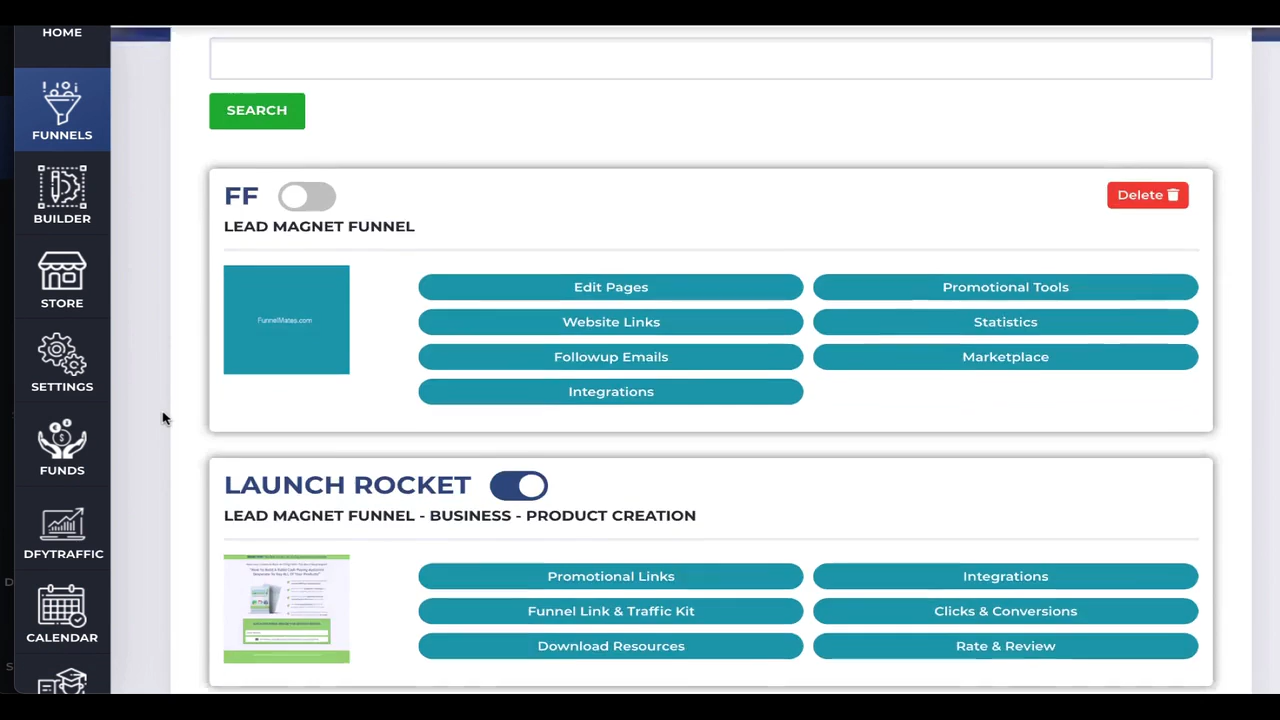 HOME
FUNNELS
BUILDER
STORE
SETTINGS
FUNDS
DFYTRAFFIC
CALENDAR
SEARCH
FF
Delete
LEAD MAGNET FUNNEL
FunnelMates.com
Edit Pages
Promotional Tools
Website Links
Statistics
Followup Emails
Marketplace
Integrations
LAUNCH ROCKET
LEAD MAGNET FUNNEL - BUSINESS - PRODUCT CREATION
Promotional Links
Integrations
Funnel Link & Traffic Kit
Clicks & Conversions
Download Resources
Rate & Review